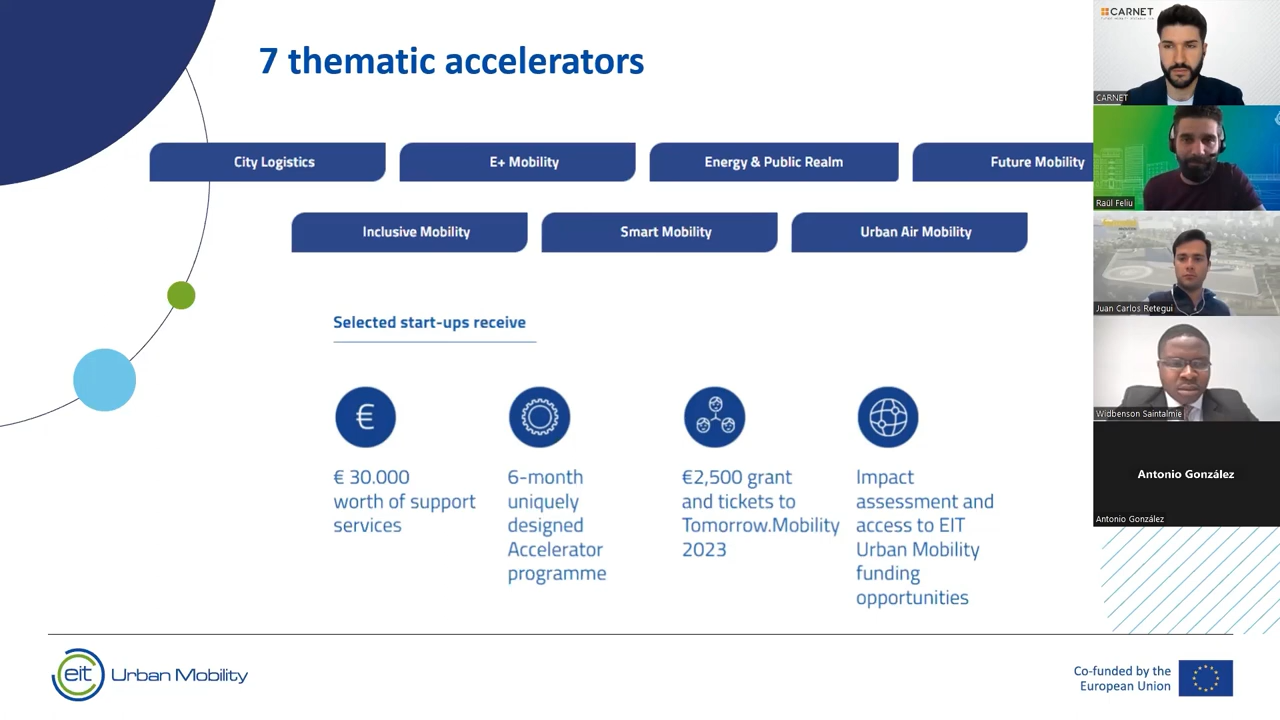 7 thematic accelerators
City Logistics
E+ Mobility
Energy & Public Realm
Future Mobility
Inclusive Mobility
Smart Mobility
Urban Air Mobility
Selected start-ups receive
€
€ 30.000
worth of support
services
6-month
uniquely
designed
Accelerator
programme
€2,500 grant
and tickets to
Tomorrow.Mobility
2023
Impact
assessment and
access to EIT
Urban Mobility
funding
opportunities
eit Urban Mobility
Co-funded by the
European Union
CARNET
CARNET
Raúl Feliu
Juan Carlos Retegui
Widbenson Saintalmie
Antonio González
Antonio González